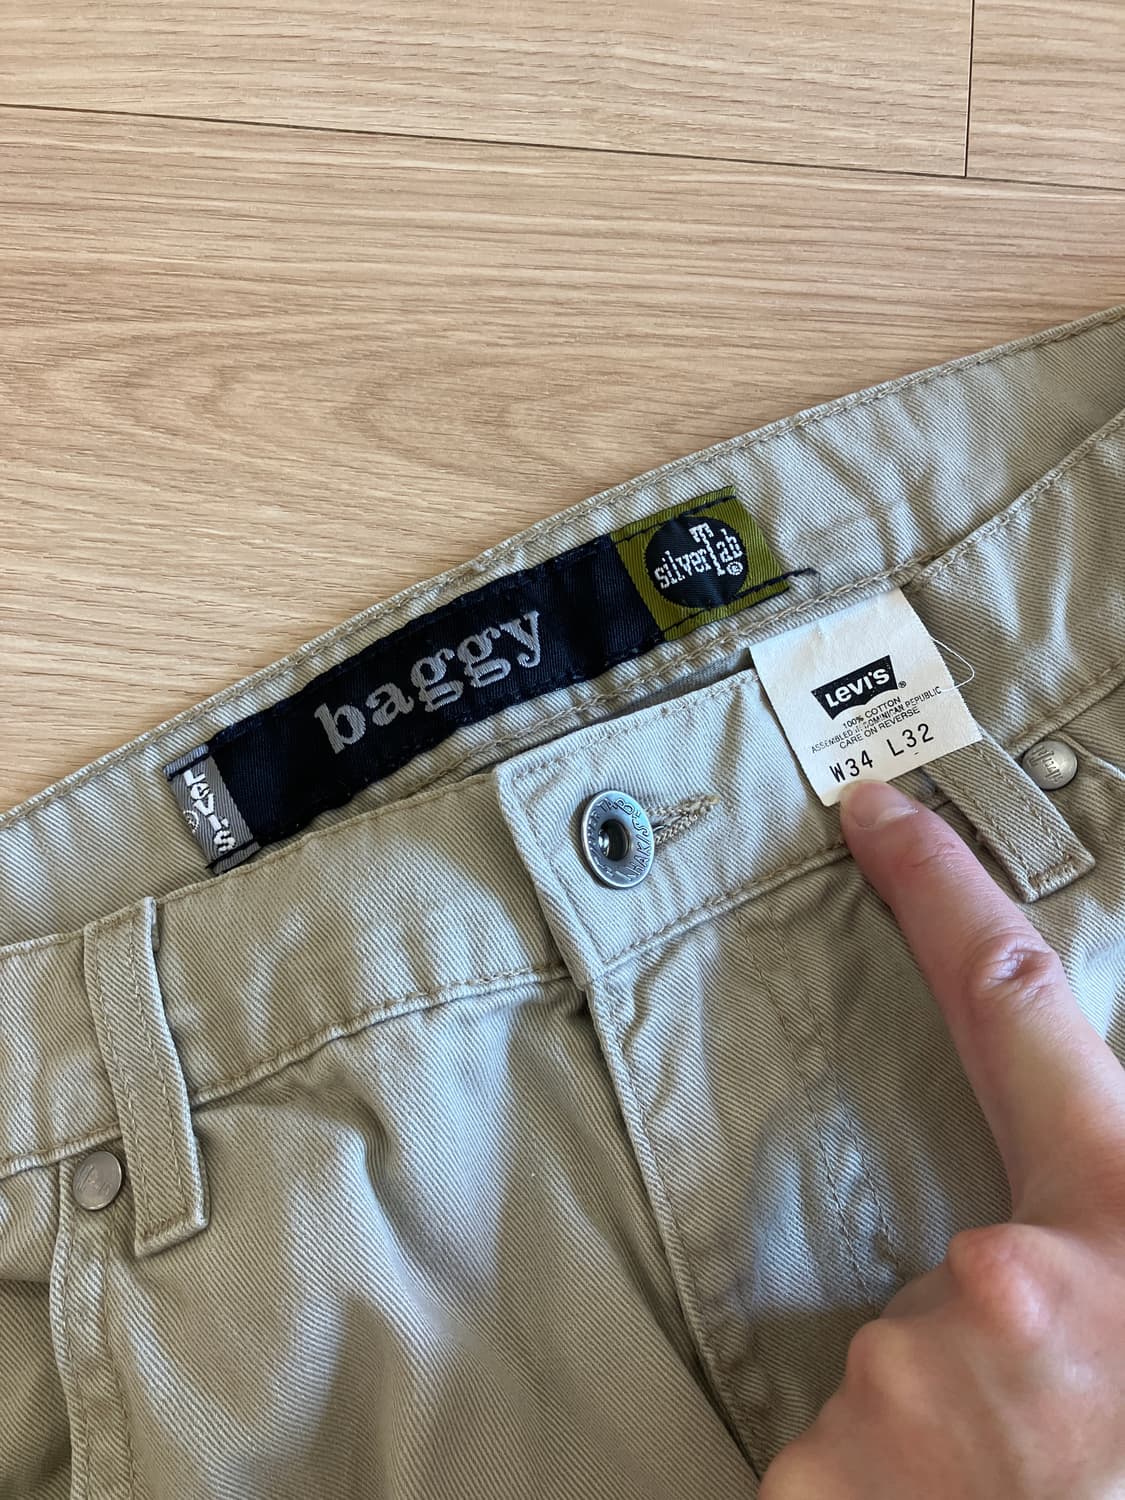 Levi's
®
baggy
silverTab
®
Levi's®
100% COTTON
ASSEMBLED IN DOMINICAN REPUBLIC
CARE ON REVERSE
W34 L32